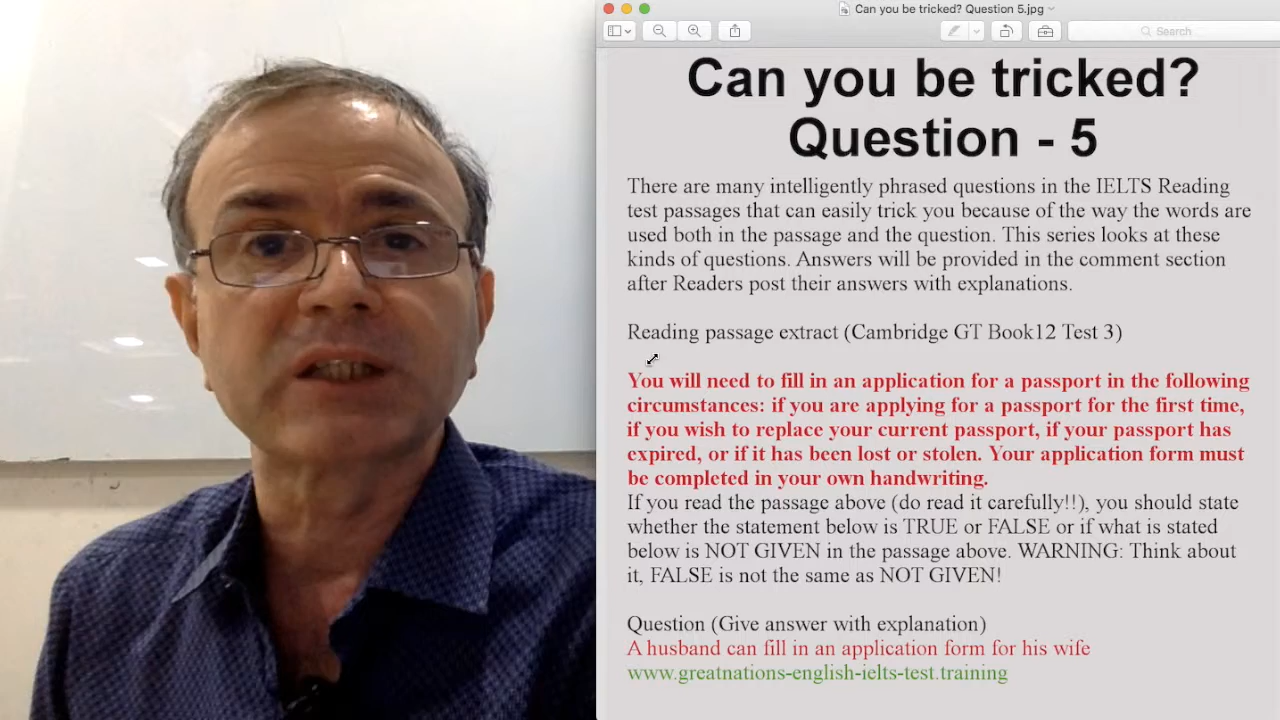 Can you be tricked? Question 5.jpg
Search
Can you be tricked?
Question - 5
There are many intelligently phrased questions in the IELTS Reading
test passages that can easily trick you because of the way the words are
used both in the passage and the question. This series looks at these
kinds of questions. Answers will be provided in the comment section
after Readers post their answers with explanations.
Reading passage extract (Cambridge GT Book12 Test 3)
You will need to fill in an application for a passport in the following
circumstances: if you are applying for a passport for the first time,
if you wish to replace your current passport, if your passport has
expired, or if it has been lost or stolen. Your application form must
be completed in your own handwriting.
If you read the passage above (do read it carefully!!), you should state
whether the statement below is TRUE or FALSE or if what is stated
below is NOT GIVEN in the passage above. WARNING: Think about
it, FALSE is not the same as NOT GIVEN!
Question (Give answer with explanation)
A husband can fill in an application form for his wife
www.greatnations-english-ielts-test.training